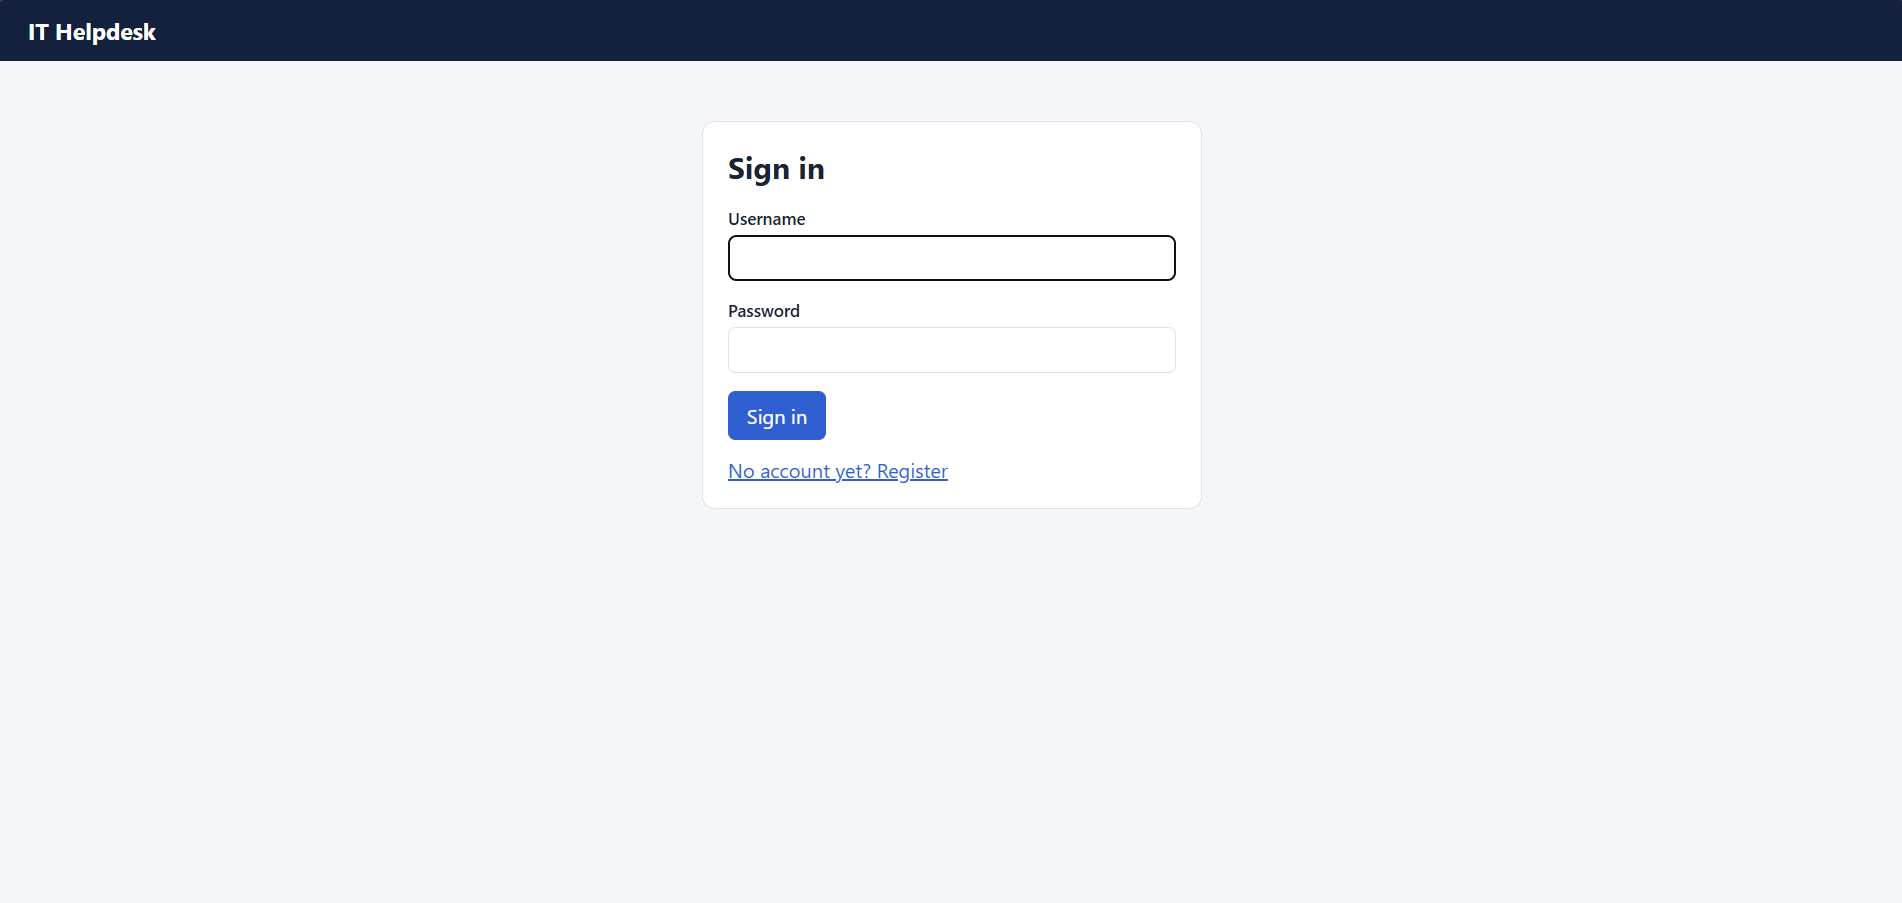 IT Helpdesk
Sign in
Username
Password
Sign in
No account yet? Register